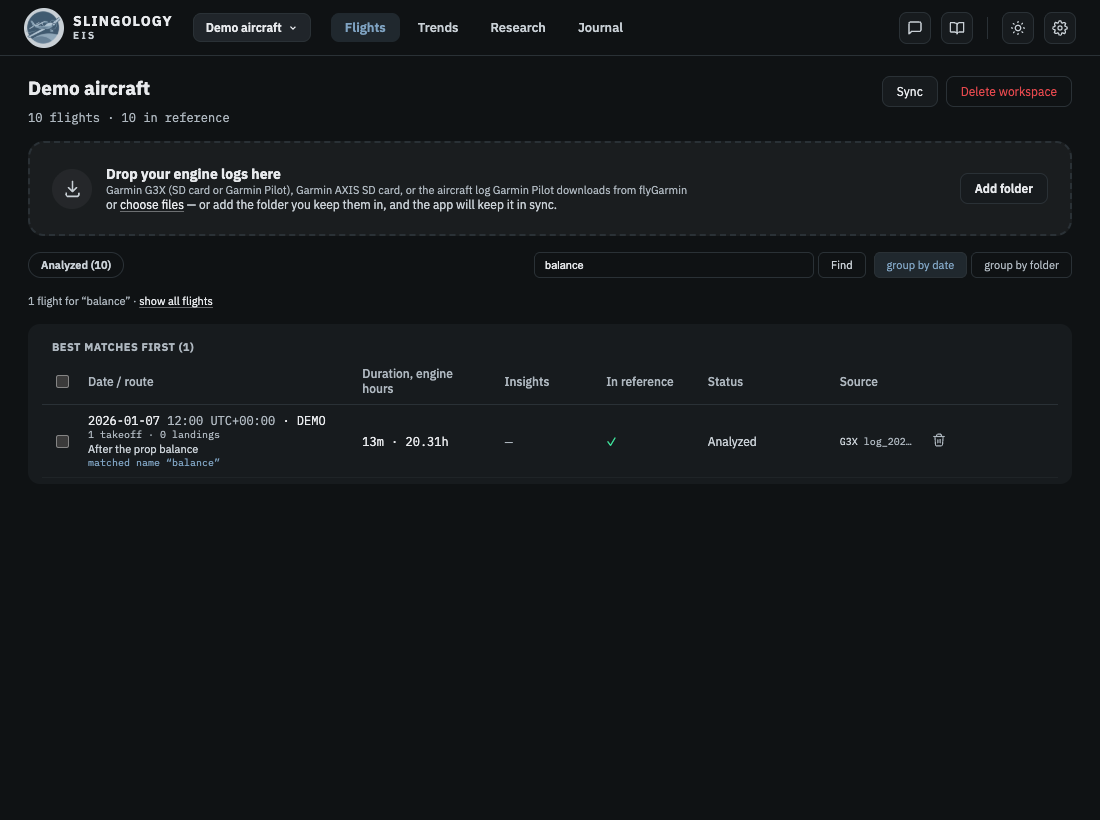 SLINGOLOGY
EIS
Demo aircraft
Flights
Trends
Research
Journal
Demo aircraft
10 flights · 10 in reference
Sync
Delete workspace
Drop your engine logs here
Garmin G3X (SD card or Garmin Pilot), Garmin AXIS SD card, or the aircraft log Garmin Pilot downloads from flyGarmin
or choose files — or add the folder you keep them in, and the app will keep it in sync.
Add folder
Analyzed (10)
balance
Find
group by date
group by folder
1 flight for “balance” · show all flights
BEST MATCHES FIRST (1)
Date / route
Duration, engine
hours
Insights
In reference
Status
Source
2026-01-07 12:00 UTC+00:00 · DEMO
1 takeoff · 0 landings
After the prop balance
matched name “balance”
13m · 20.31h
—
✓
Analyzed
G3X log_202…